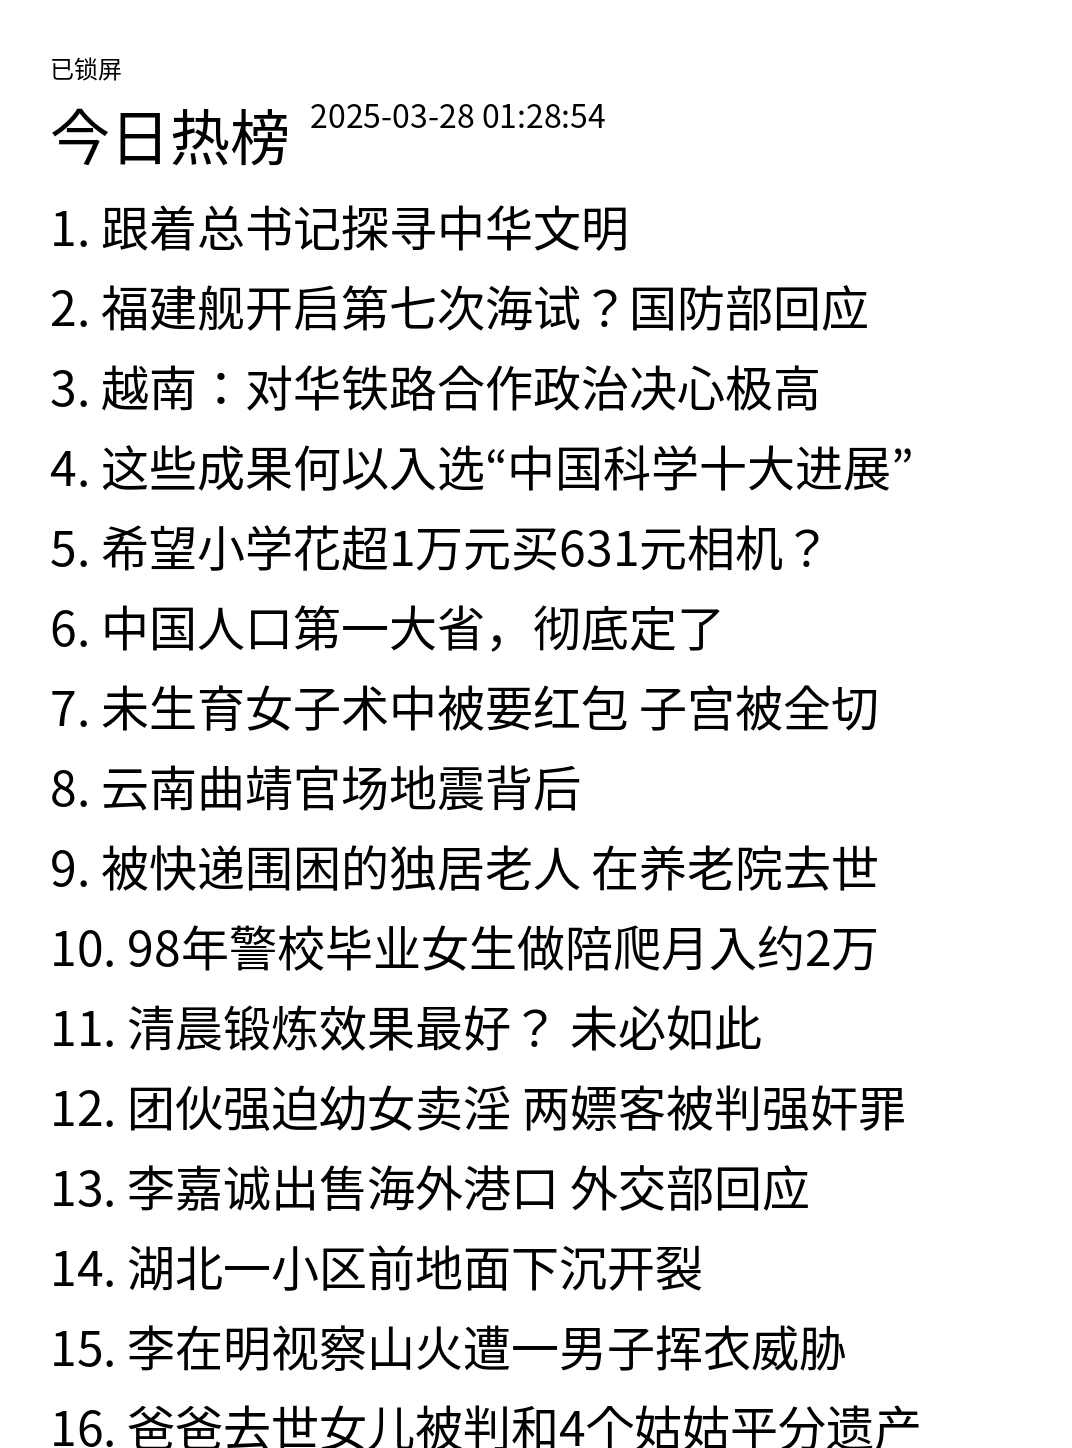 已锁屏
今日热榜 2025-03-28 01:28:54
1. 跟着总书记探寻中华文明
2. 福建舰开启第七次海试？国防部回应
3. 越南：对华铁路合作政治决心极高
4. 这些成果何以入选“中国科学十大进展”
5. 希望小学花超1万元买631元相机？
6. 中国人口第一大省，彻底定了
7. 未生育女子术中被要红包 子宫被全切
8. 云南曲靖官场地震背后
9. 被快递围困的独居老人 在养老院去世
10. 98年警校毕业女生做陪爬月入约2万
11. 清晨锻炼效果最好？ 未必如此
12. 团伙强迫幼女卖淫 两嫖客被判强奸罪
13. 李嘉诚出售海外港口 外交部回应
14. 湖北一小区前地面下沉开裂
15. 李在明视察山火遭一男子挥衣威胁
16. 爸爸去世女儿被判和4个姑姑平分遗产